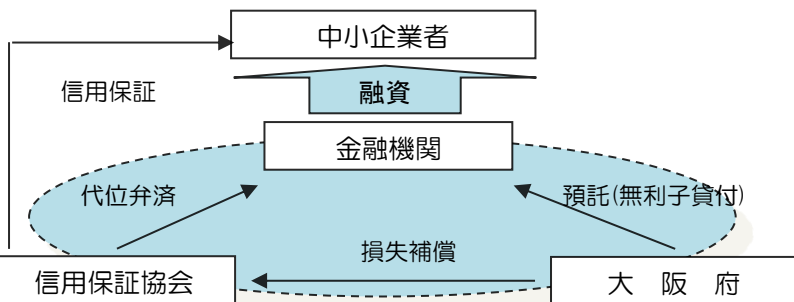 中小企業者
信用保証
融資
金融機関
代位弁済
預託(無利子貸付)
損失補償
信用保証協会
大　阪　府